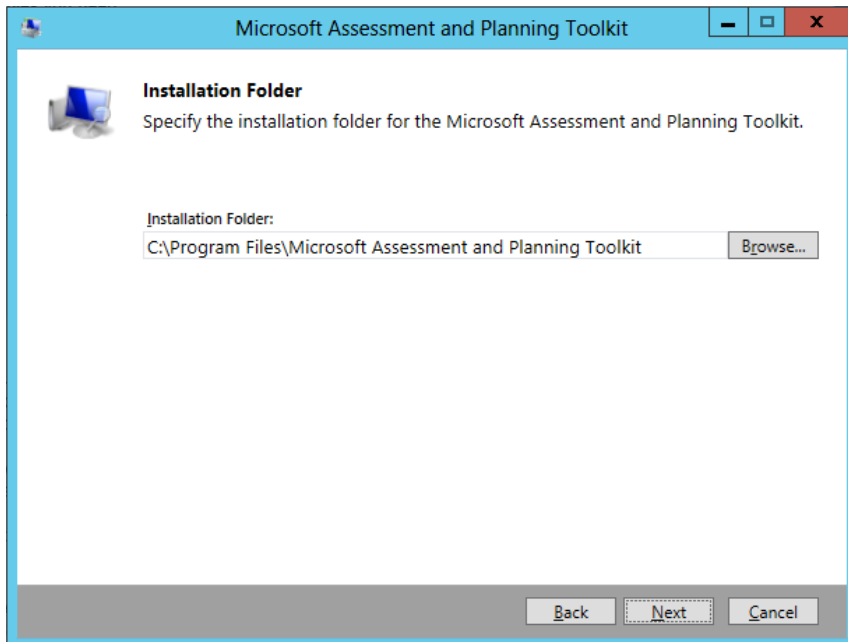 Microsoft Assessment and Planning Toolkit
x
Installation Folder
Specify the installation folder for the Microsoft Assessment and Planning Toolkit.
Installation Folder:
C:\Program Files\Microsoft Assessment and Planning Toolkit Browse...
Back Next Cancel